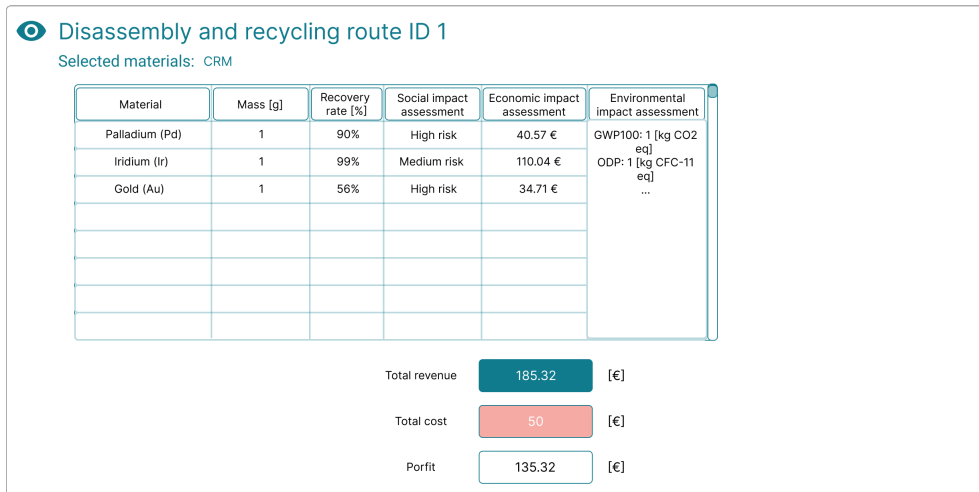 Disassembly and recycling route ID 1
Selected materials: CRM
Material Mass [g] Recovery rate [%] Social impact assessment Economic impact assessment Environmental impact assessment
Palladium (Pd) 1 90% High risk 40.57 €
Iridium (Ir) 1 99% Medium risk 110.04 €
Gold (Au) 1 56% High risk 34.71 €
GWP100: 1 [kg CO2
eq]
ODP: 1 [kg CFC-11
eq]
...
Total revenue 185.32 [€]
Total cost 50 [€]
Porfit 135.32 [€]